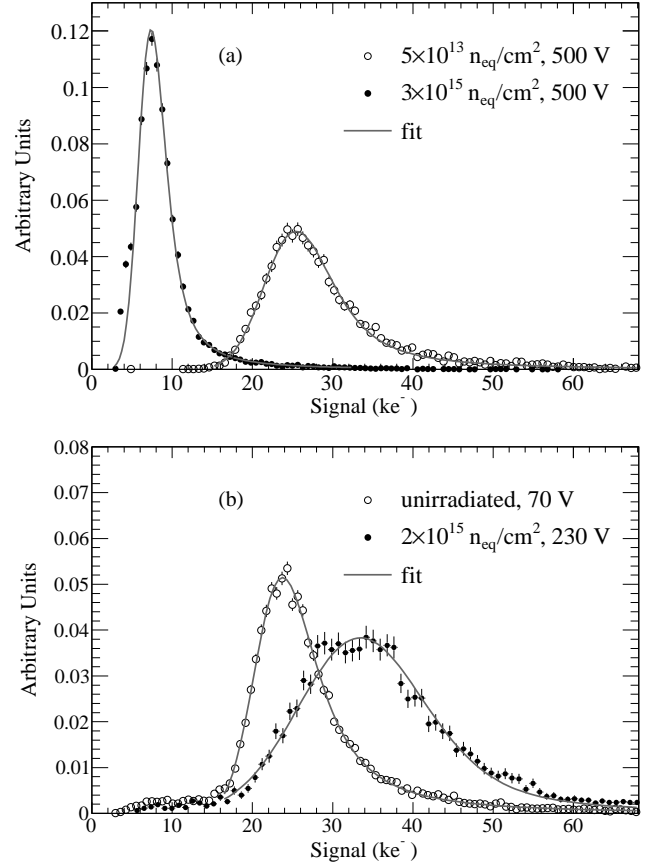 0.12
0.1
0.08
0.06
0.04
0.02
0
Arbitrary Units
(a)
5×10¹³ n_eq/cm², 500 V
3×10¹⁵ n_eq/cm², 500 V
fit
0 10 20 30 40 50 60
Signal (ke⁻)
0.08
0.07
0.06
0.05
0.04
0.03
0.02
0.01
0
Arbitrary Units
(b)
unirradiated, 70 V
2×10¹⁵ n_eq/cm², 230 V
fit
0 10 20 30 40 50 60
Signal (ke⁻)